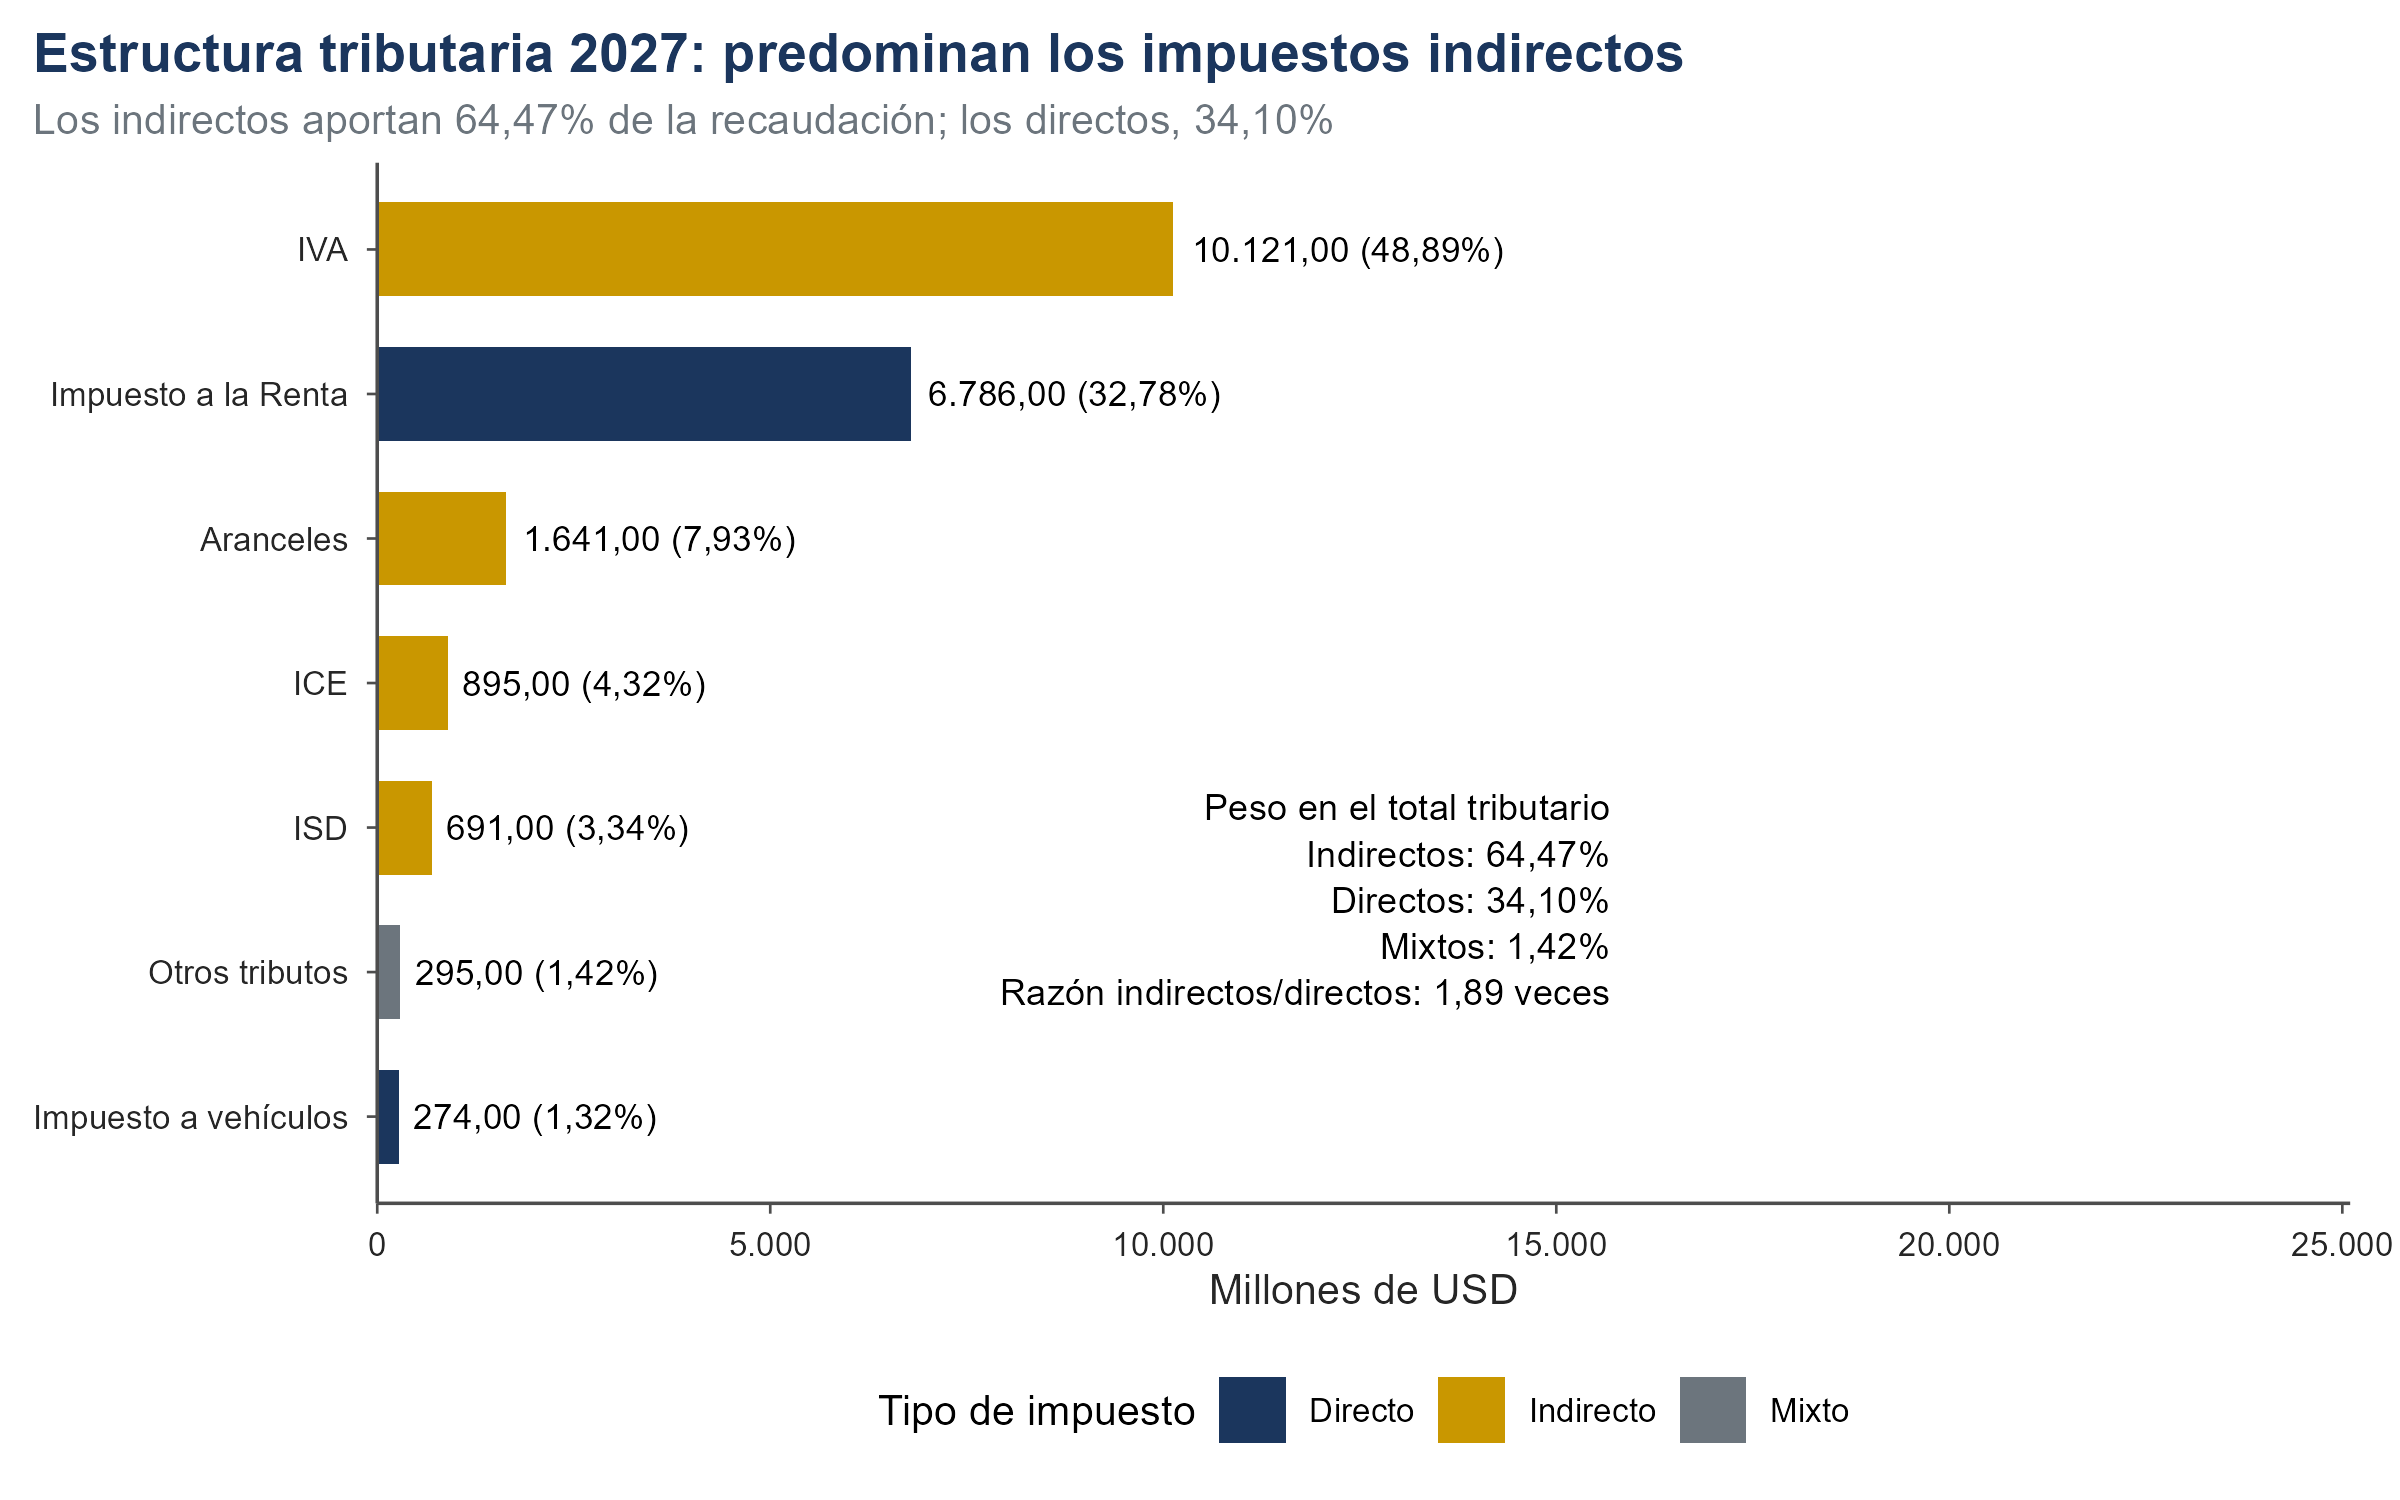 Estructura tributaria 2027: predominan los impuestos indirectos
Los indirectos aportan 64,47% de la recaudación; los directos, 34,10%
IVA
10.121,00 (48,89%)
Impuesto a la Renta
6.786,00 (32,78%)
Aranceles
1.641,00 (7,93%)
ICE
895,00 (4,32%)
ISD
691,00 (3,34%)
Otros tributos
295,00 (1,42%)
Impuesto a vehículos
274,00 (1,32%)
Peso en el total tributario
Indirectos: 64,47%
Directos: 34,10%
Mixtos: 1,42%
Razón indirectos/directos: 1,89 veces
0 5.000 10.000 15.000 20.000 25.000
Millones de USD
Tipo de impuesto Directo Indirecto Mixto